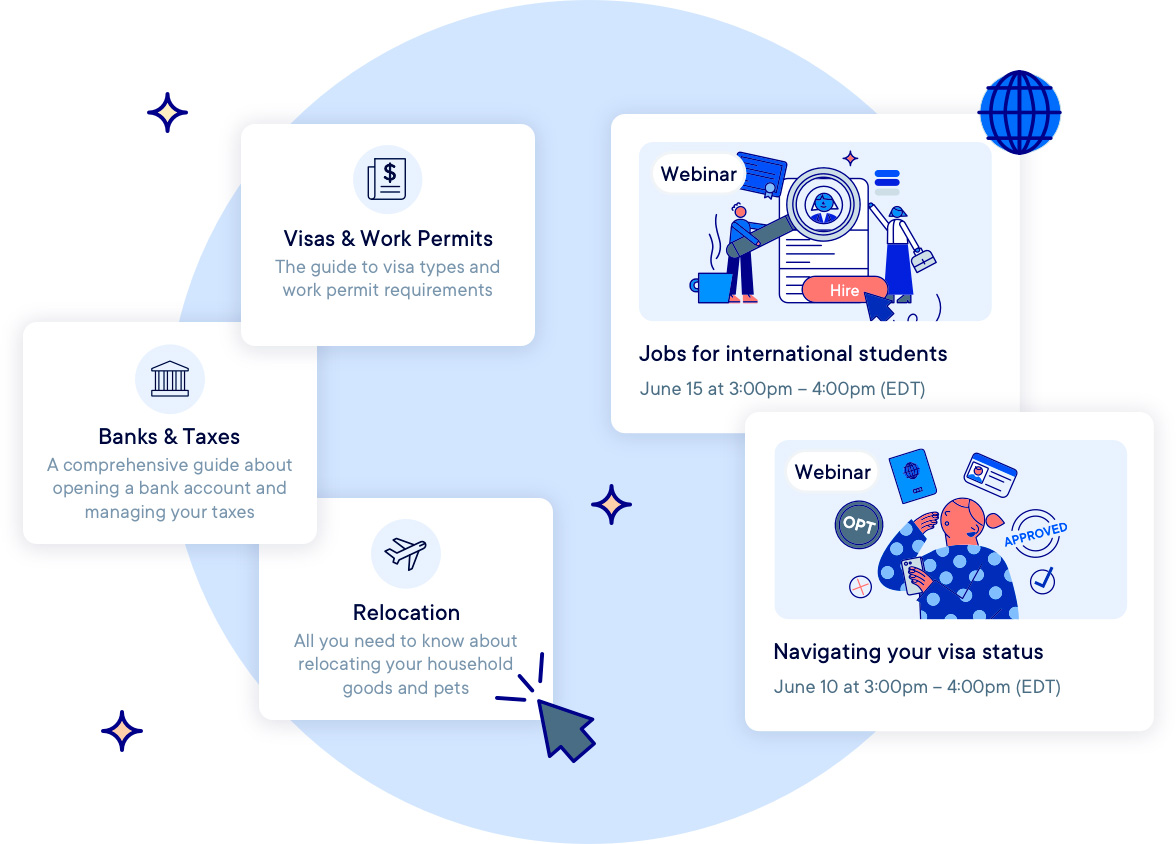 $
Visas & Work Permits
The guide to visa types and
work permit requirements
Banks & Taxes
A comprehensive guide about
opening a bank account and
managing your taxes
Relocation
All you need to know about
relocating your household
goods and pets
Webinar
Hire
Jobs for international students
June 15 at 3:00pm – 4:00pm (EDT)
Webinar
OPT
APPROVED
Navigating your visa status
June 10 at 3:00pm – 4:00pm (EDT)